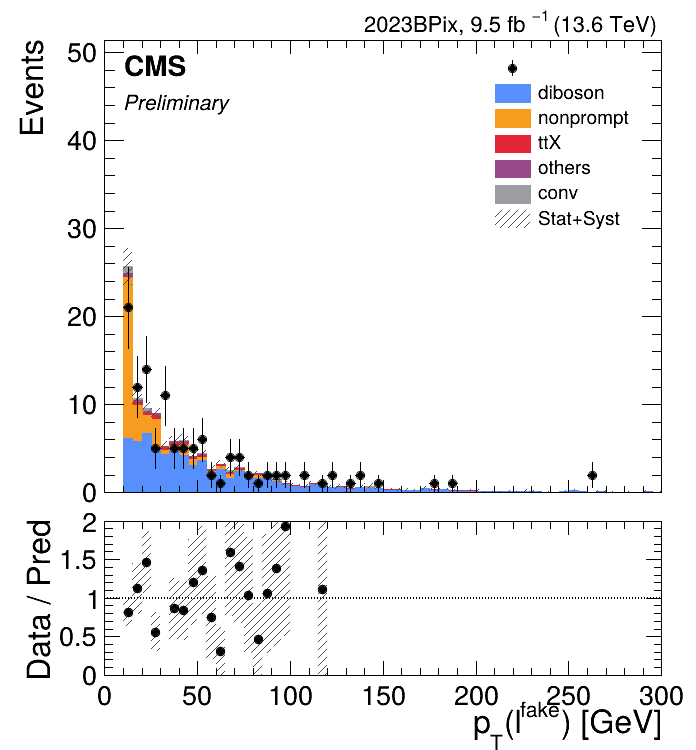 2023BPix, 9.5 fb⁻¹ (13.6 TeV)
CMS
Preliminary
Events
50
40
30
20
10
0
diboson
nonprompt
ttX
others
conv
Stat+Syst
Data / Pred
2
1.5
1
0.5
0
0 50 100 150 200 250 300
p_T(l^fake) [GeV]